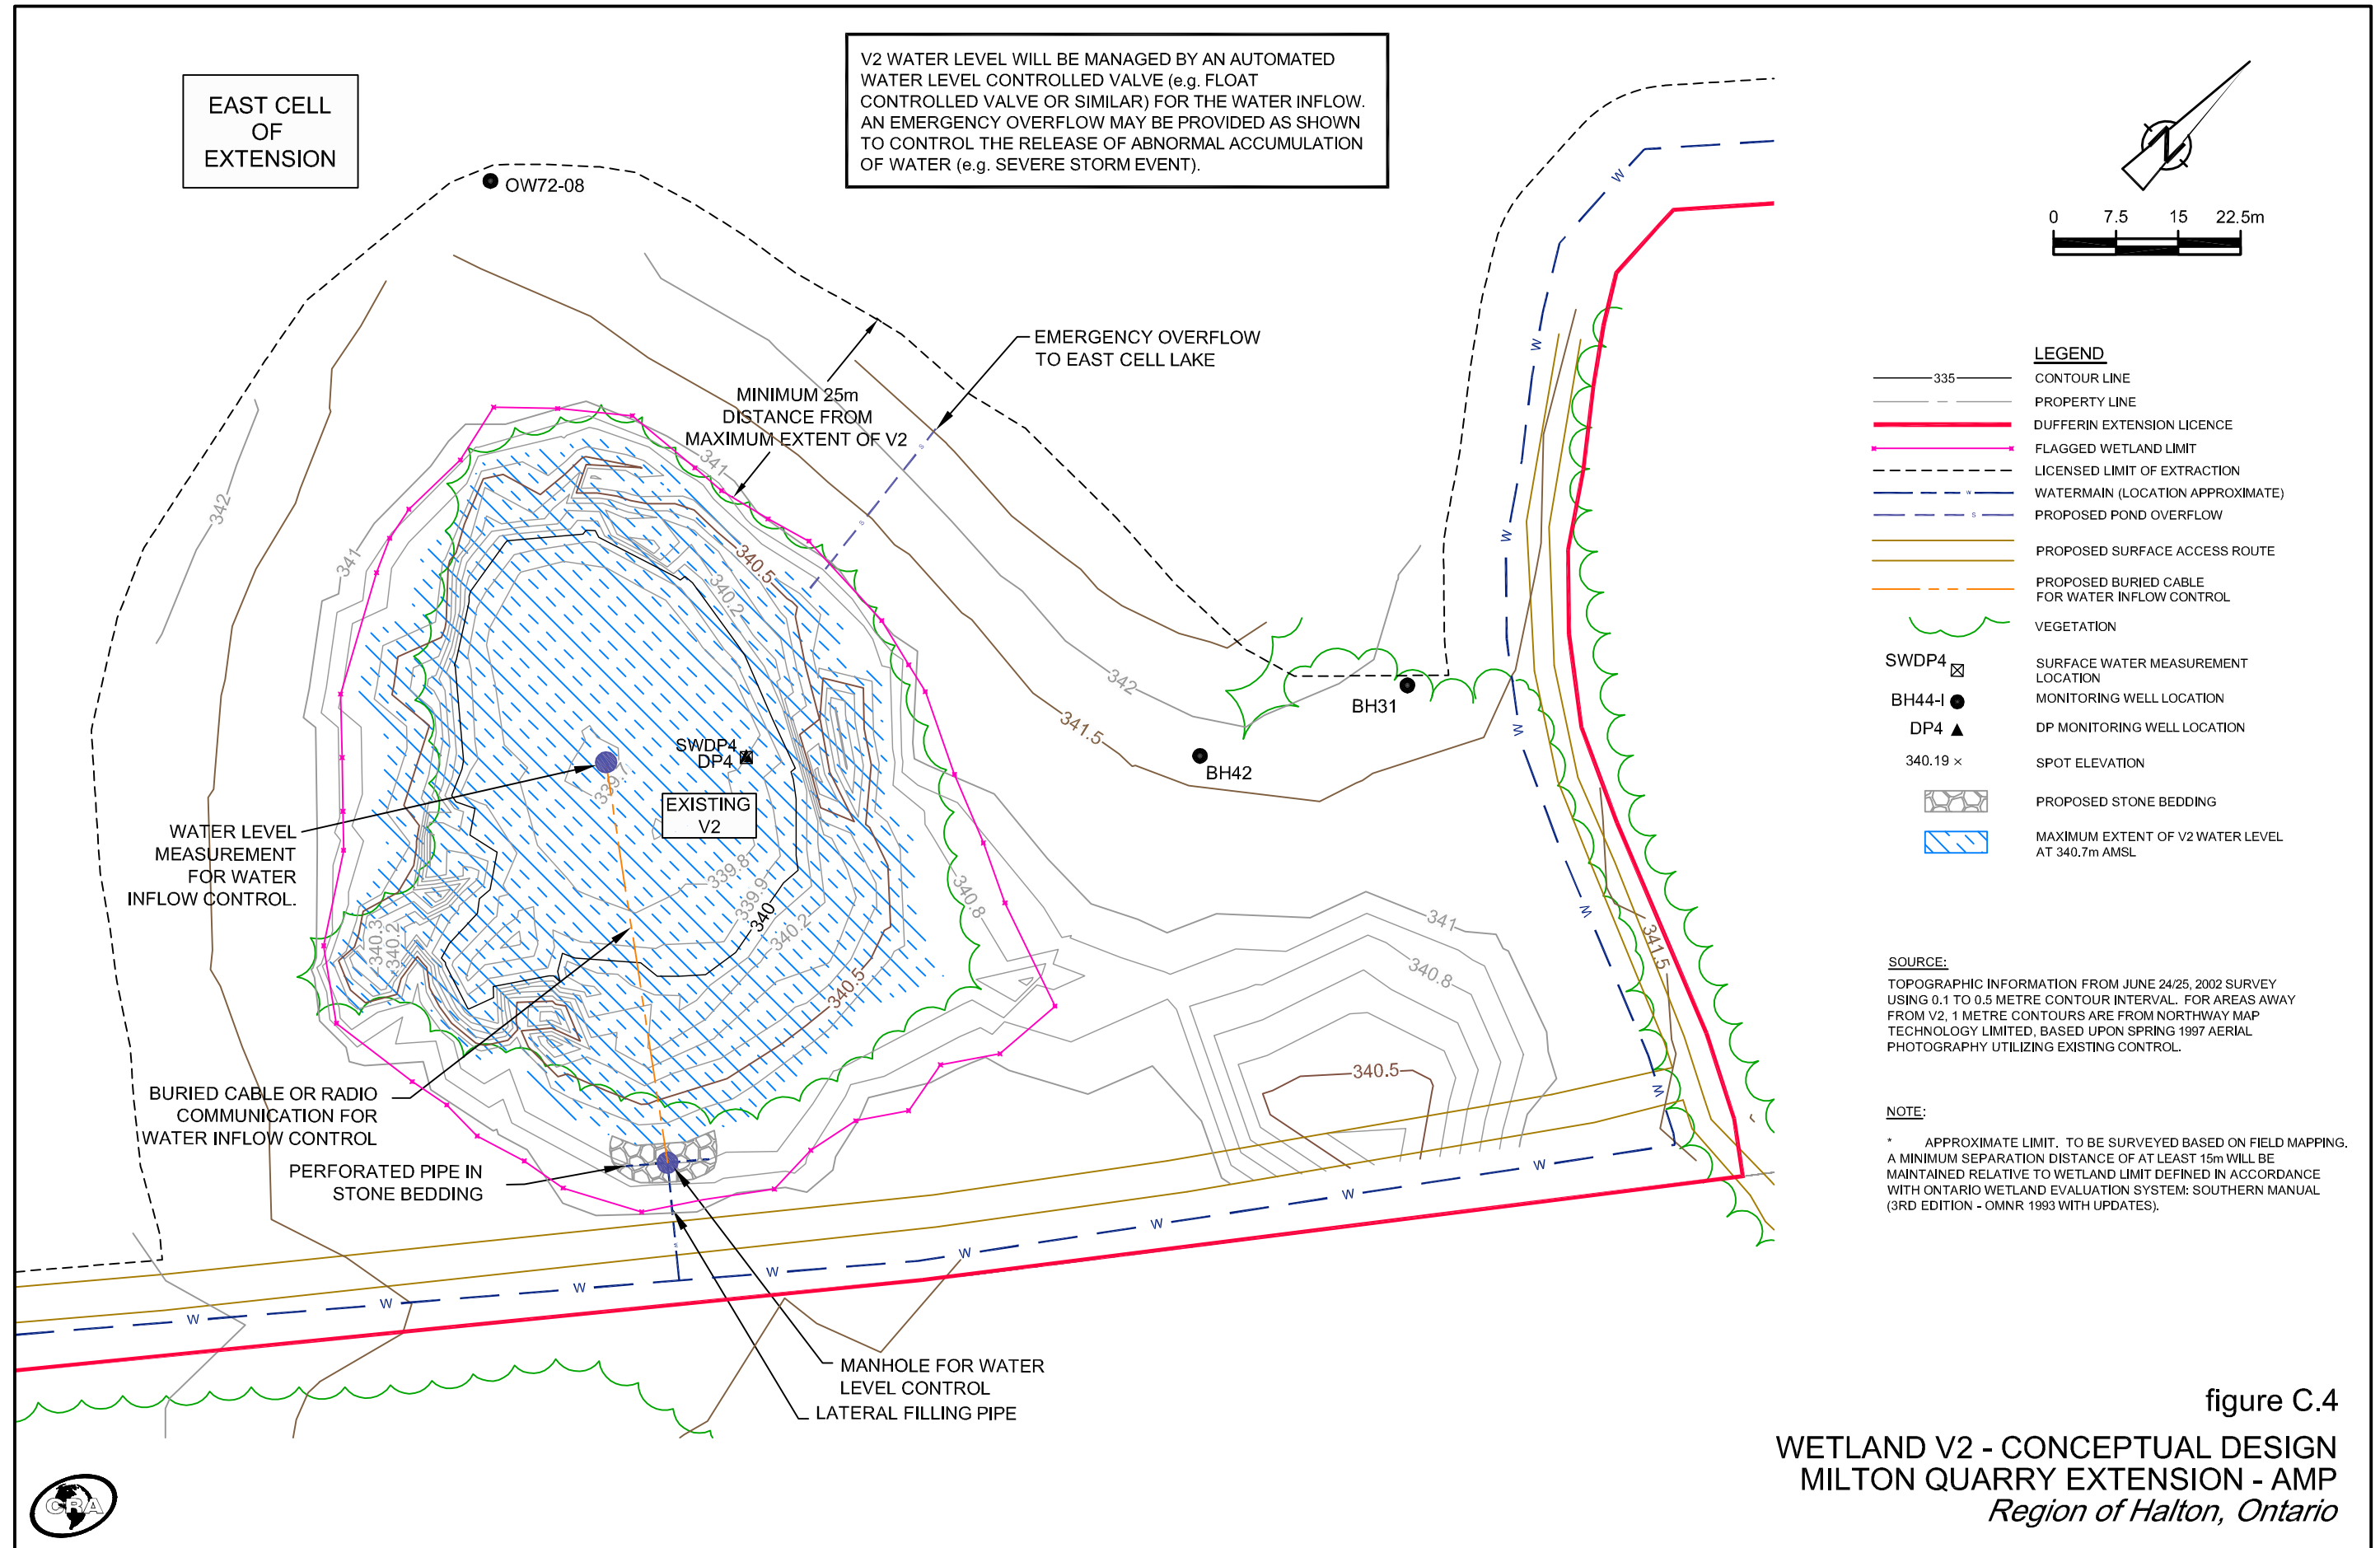 EAST CELL
OF
EXTENSION
V2 WATER LEVEL WILL BE MANAGED BY AN AUTOMATED
WATER LEVEL CONTROLLED VALVE (e.g. FLOAT
CONTROLLED VALVE OR SIMILAR) FOR THE WATER INFLOW.
AN EMERGENCY OVERFLOW MAY BE PROVIDED AS SHOWN
TO CONTROL THE RELEASE OF ABNORMAL ACCUMULATION
OF WATER (e.g. SEVERE STORM EVENT).
N
0 7.5 15 22.5m
OW72-08
EMERGENCY OVERFLOW
TO EAST CELL LAKE
MINIMUM 25m
DISTANCE FROM
MAXIMUM EXTENT OF V2
342
341
341
340.5
340.2
342
341.5
BH31
BH42
SWDP4
DP4
339.7
EXISTING
V2
WATER LEVEL
MEASUREMENT
FOR WATER
INFLOW CONTROL.
339.8
339.9
340
340.2
340.5
340.8
340.3
340.2
341
340.8
340.5
341.5
BURIED CABLE OR RADIO
COMMUNICATION FOR
WATER INFLOW CONTROL
PERFORATED PIPE IN
STONE BEDDING
MANHOLE FOR WATER
LEVEL CONTROL
LATERAL FILLING PIPE
W
W
W
W
W
W
W
W
W
W
W
W
W
W
S
S
S
LEGEND
335 CONTOUR LINE
PROPERTY LINE
DUFFERIN EXTENSION LICENCE
FLAGGED WETLAND LIMIT
LICENSED LIMIT OF EXTRACTION
W WATERMAIN (LOCATION APPROXIMATE)
S PROPOSED POND OVERFLOW
PROPOSED SURFACE ACCESS ROUTE
PROPOSED BURIED CABLE
FOR WATER INFLOW CONTROL
VEGETATION
SWDP4 SURFACE WATER MEASUREMENT
LOCATION
BH44-I MONITORING WELL LOCATION
DP4 DP MONITORING WELL LOCATION
340.19 × SPOT ELEVATION
PROPOSED STONE BEDDING
MAXIMUM EXTENT OF V2 WATER LEVEL
AT 340.7m AMSL
SOURCE:
TOPOGRAPHIC INFORMATION FROM JUNE 24/25, 2002 SURVEY
USING 0.1 TO 0.5 METRE CONTOUR INTERVAL. FOR AREAS AWAY
FROM V2, 1 METRE CONTOURS ARE FROM NORTHWAY MAP
TECHNOLOGY LIMITED, BASED UPON SPRING 1997 AERIAL
PHOTOGRAPHY UTILIZING EXISTING CONTROL.
NOTE:
* APPROXIMATE LIMIT. TO BE SURVEYED BASED ON FIELD MAPPING.
A MINIMUM SEPARATION DISTANCE OF AT LEAST 15m WILL BE
MAINTAINED RELATIVE TO WETLAND LIMIT DEFINED IN ACCORDANCE
WITH ONTARIO WETLAND EVALUATION SYSTEM: SOUTHERN MANUAL
(3RD EDITION - OMNR 1993 WITH UPDATES).
figure C.4
WETLAND V2 - CONCEPTUAL DESIGN
MILTON QUARRY EXTENSION - AMP
Region of Halton, Ontario
CRA